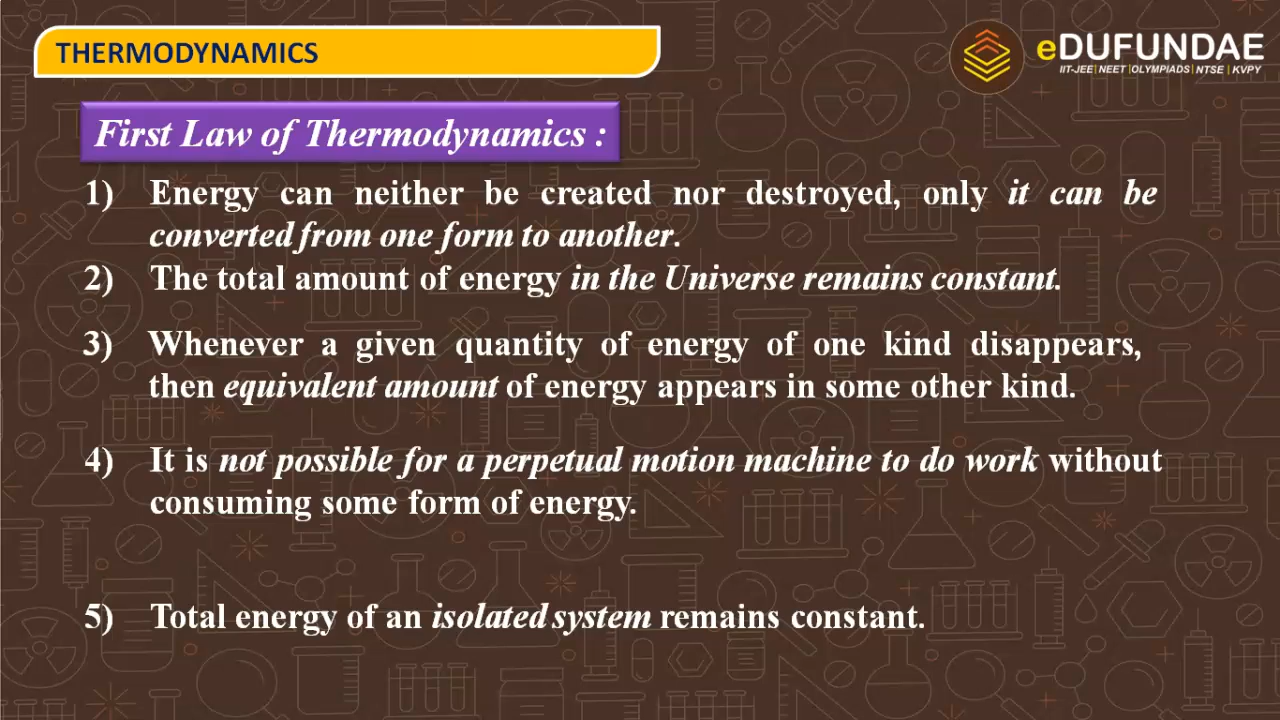 THERMODYNAMICS
eDUFUNDAE
IIT-JEE| NEET |OLYMPIADS| NTSE | KVPY
First Law of Thermodynamics :
1) Energy can neither be created nor destroyed, only it can be
converted from one form to another.
2) The total amount of energy in the Universe remains constant.
3) Whenever a given quantity of energy of one kind disappears,
then equivalent amount of energy appears in some other kind.
4) It is not possible for a perpetual motion machine to do work without
consuming some form of energy.
5) Total energy of an isolated system remains constant.